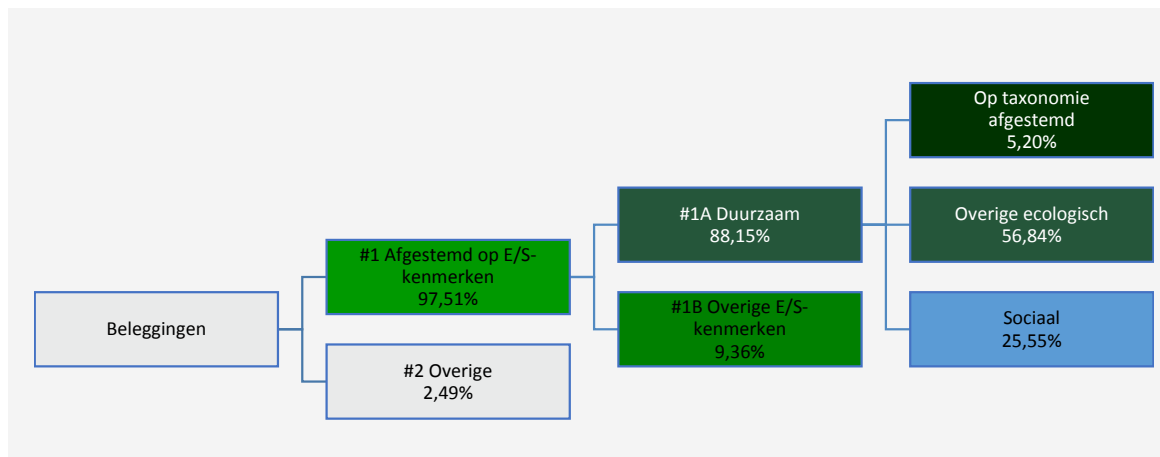 Beleggingen
#1 Afgestemd op E/S-
kenmerken
97,51%
#2 Overige
2,49%
#1A Duurzaam
88,15%
#1B Overige E/S-
kenmerken
9,36%
Op taxonomie
afgestemd
5,20%
Overige ecologisch
56,84%
Sociaal
25,55%